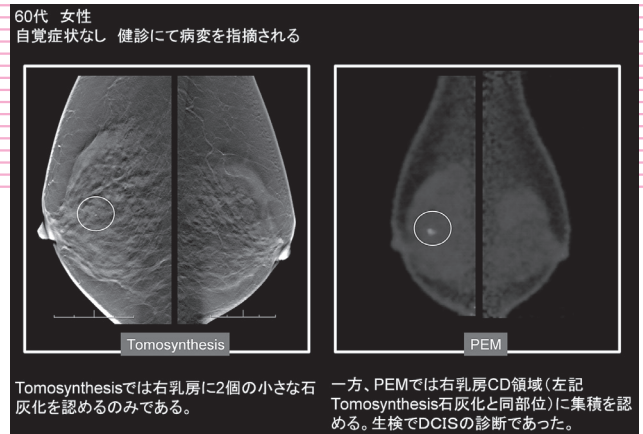 60代 女性
自覚症状なし 健診にて病変を指摘される
Tomosynthesis
PEM
Tomosynthesisでは右乳房に2個の小さな石
灰化を認めるのみである。
一方、PEMでは右乳房CD領域（左記
Tomosynthesis石灰化と同部位）に集積を認
める。生検でDCISの診断であった。